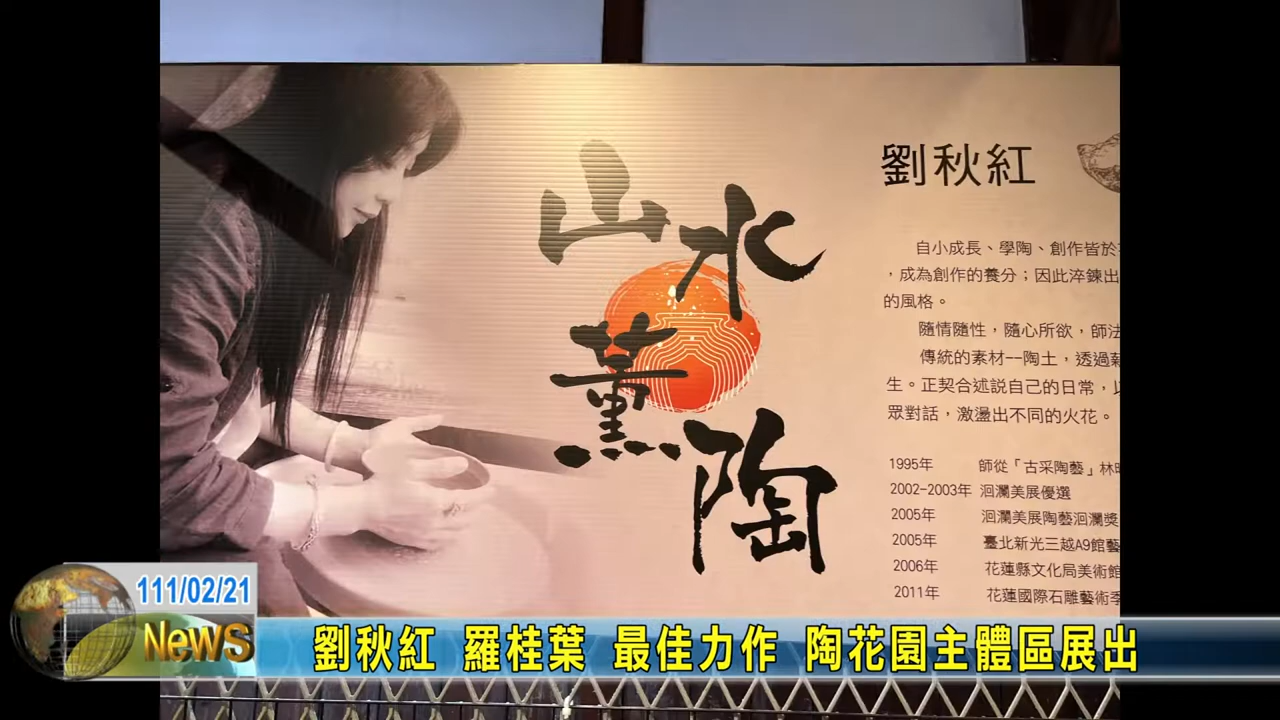 山水
薰陶
劉秋紅
自小成長、學陶、創作皆於
，成為創作的養分；因此淬鍊出
的風格。
隨情隨性，隨心所欲，師法
傳統的素材--陶土，透過
生。正契合述說自己的日常，以
眾對話，激盪出不同的火花。
1995年 師從「古采陶藝」林
2002-2003年 洄瀾美展優選
2005年 洄瀾美展陶藝洄瀾獎
2005年 臺北新光三越A9館藝
2006年 花蓮縣文化局美術館
2011年 花蓮國際石雕藝術季
111/02/21
News
劉秋紅 羅桂葉 最佳力作 陶花園主體區展出